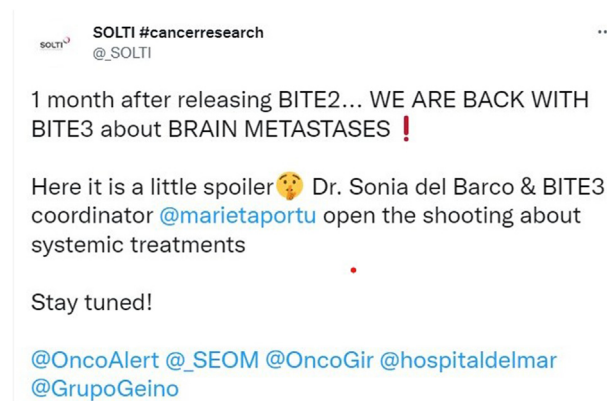 SOLTI
SOLTI #cancerresearch
@_SOLTI
1 month after releasing BITE2... WE ARE BACK WITH
BITE3 about BRAIN METASTASES❗
Here it is a little spoiler🤫 Dr. Sonia del Barco & BITE3
coordinator @marietaportu open the shooting about
systemic treatments
Stay tuned!
@OncoAlert @_SEOM @OncoGir @hospitaldelmar
@GrupoGeino